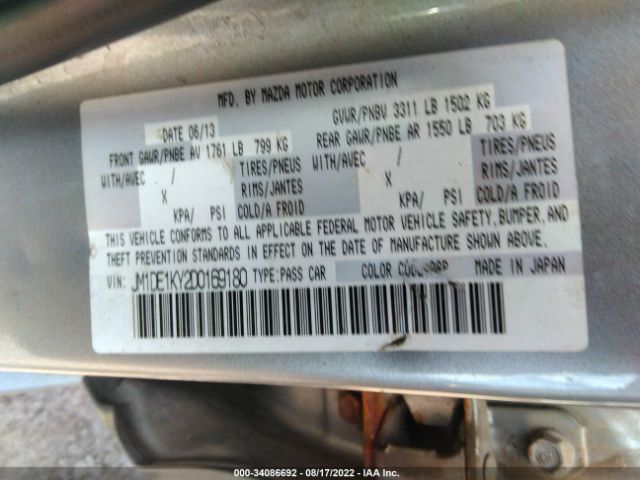 MFD. BY MAZDA MOTOR CORPORATION
DATE 06/13 GVWR/PNBV 3311 LB 1502 KG
FRONT GAWR/PNBE AV 1761 LB 799 KG REAR GAWR/PNBE AR 1550 LB 703 KG
WITH/AVEC / TIRES/PNEUS WITH/AVEC / TIRES/PNEUS
X RIMS/JANTES X RIMS/JANTES
KPA/ PSI COLD/A FROID KPA/ PSI COLD/A FROID
THIS VEHICLE CONFORMS TO ALL APPLICABLE FEDERAL MOTOR VEHICLE SAFETY, BUMPER, AND
THEFT PREVENTION STANDARDS IN EFFECT ON THE DATE OF MANUFACTURE SHOWN ABOVE.
VIN: JM1DE1KY2D0169180 TYPE: PASS CAR COLOR MADE IN JAPAN
000-34086692 - 08/17/2022 - IAA Inc.